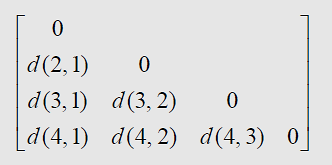 0
d(2,1) 0
d(3,1) d(3,2) 0
d(4,1) d(4,2) d(4,3) 0